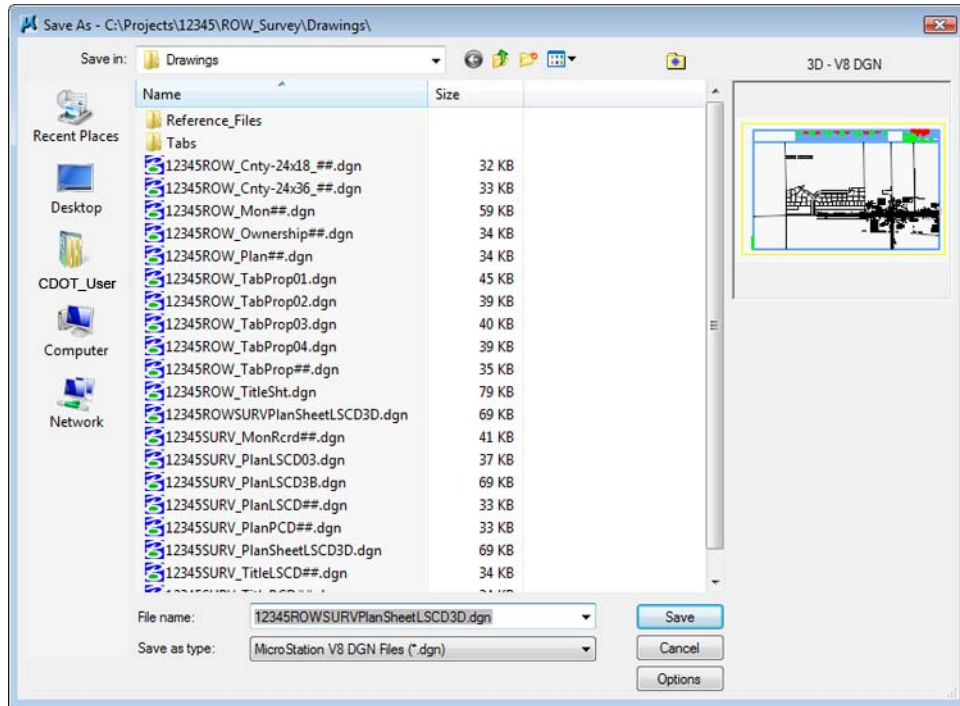 Save As - C:\Projects\12345\ROW_Survey\Drawings\
Save in: Drawings
3D - V8 DGN
Recent Places
Desktop
CDOT_User
Computer
Network
Name Size
Reference_Files
Tabs
12345ROW_Cnty-24x18_##.dgn 32 KB
12345ROW_Cnty-24x36_##.dgn 33 KB
12345ROW_Mon##.dgn 59 KB
12345ROW_Ownership##.dgn 34 KB
12345ROW_Plan##.dgn 34 KB
12345ROW_TabProp01.dgn 45 KB
12345ROW_TabProp02.dgn 39 KB
12345ROW_TabProp03.dgn 40 KB
12345ROW_TabProp04.dgn 39 KB
12345ROW_TabProp##.dgn 35 KB
12345ROW_TitleSht.dgn 79 KB
12345ROWSURVPlanSheetLSCD3D.dgn 69 KB
12345SURV_MonRcrd##.dgn 41 KB
12345SURV_PlanLSCD03.dgn 37 KB
12345SURV_PlanLSCD3B.dgn 69 KB
12345SURV_PlanLSCD##.dgn 33 KB
12345SURV_PlanPCD##.dgn 33 KB
12345SURV_PlanSheetLSCD3D.dgn 69 KB
12345SURV_TitleLSCD##.dgn 34 KB
File name: 12345ROWSURVPlanSheetLSCD3D.dgn Save
Save as type: MicroStation V8 DGN Files (*.dgn) Cancel
Options